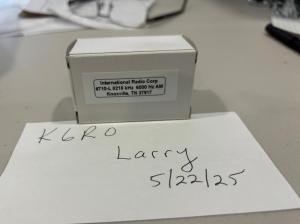 International Radio Corp
8710-L 8215 kHz 6000 Hz AM
Knoxville, TN 37917
K6RO
Larry
5/22/25